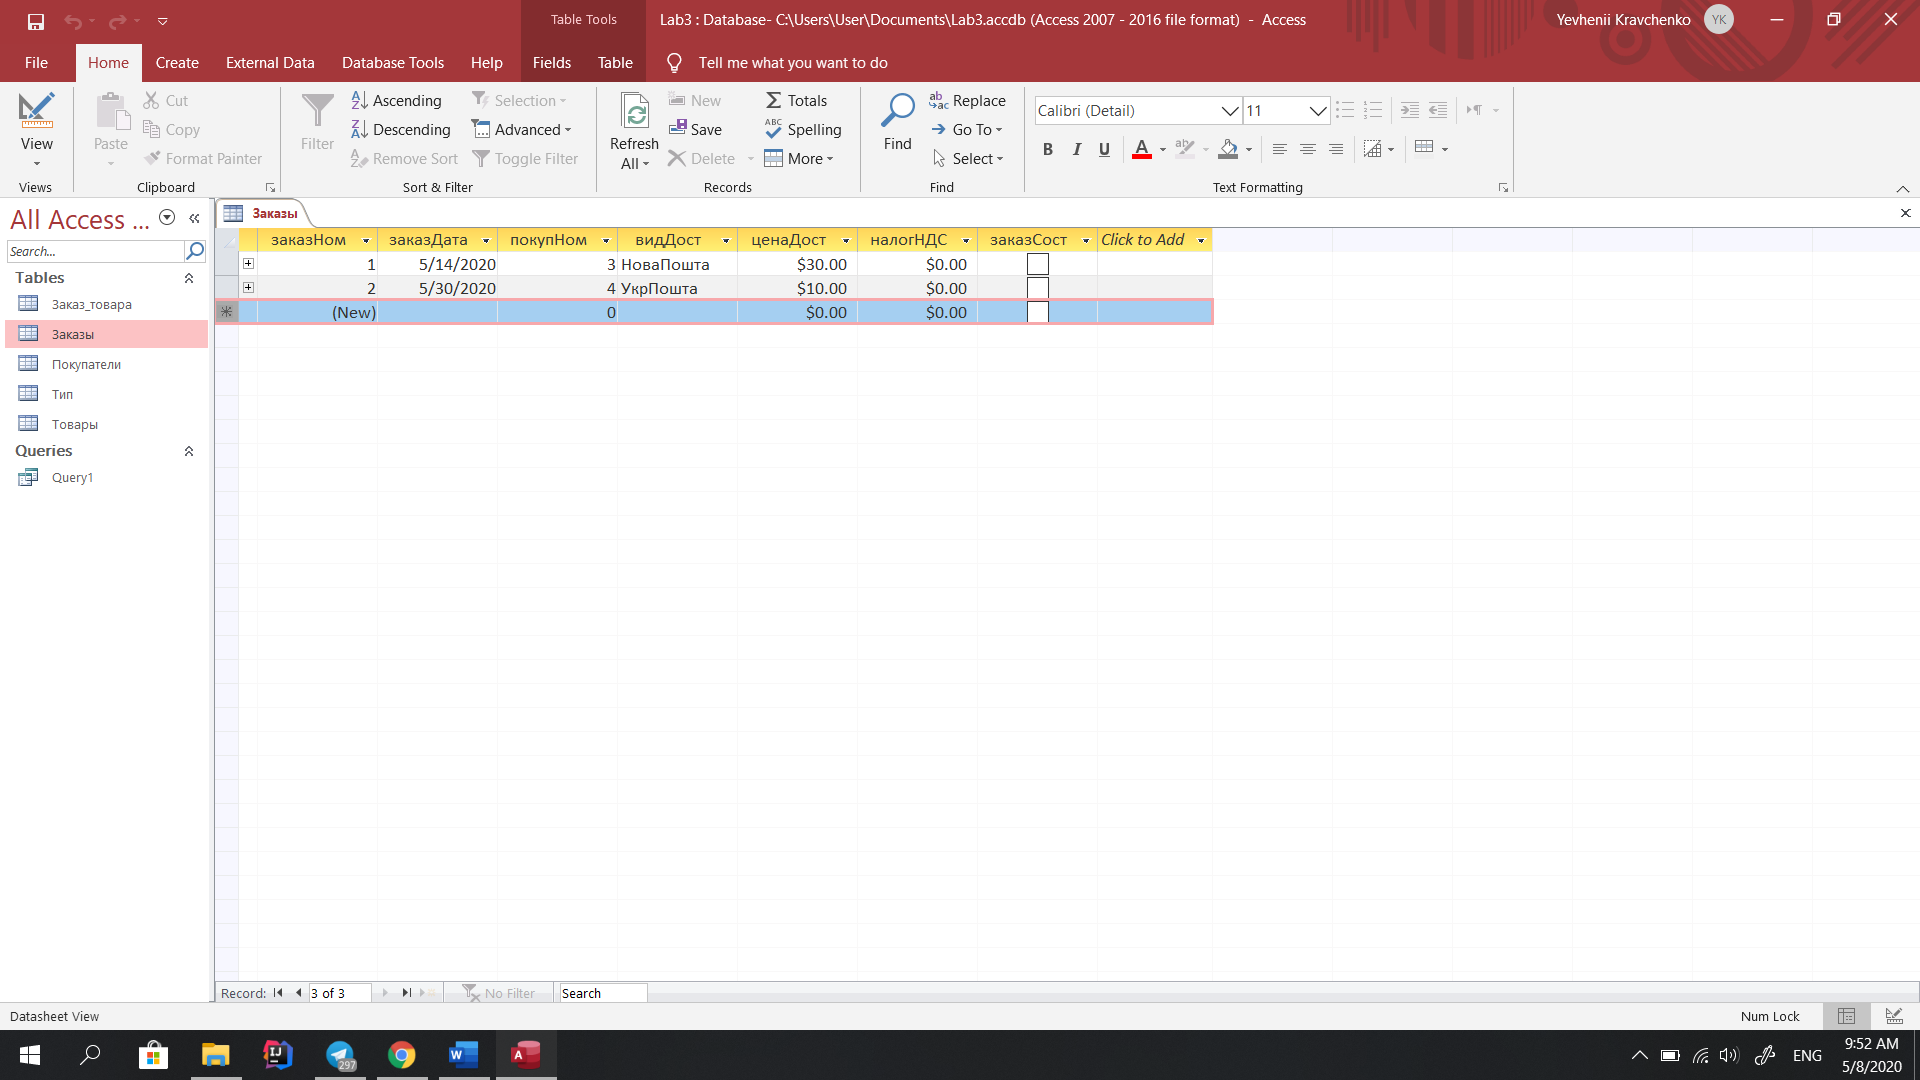 Table Tools
Lab3 : Database- C:\Users\User\Documents\Lab3.accdb (Access 2007 - 2016 file format)  -  Access
Yevhenii Kravchenko
YK
File Home Create External Data Database Tools Help Fields Table Tell me what you want to do
View
Views
Paste
Cut
Copy
Format Painter
Clipboard
Filter
Ascending
Descending
Remove Sort
Selection
Advanced
Toggle Filter
Sort & Filter
Refresh
All
New
Save
Delete
Totals
Spelling
More
Records
Find
Replace
Go To
Select
Find
Calibri (Detail) 11
B I U A
Text Formatting
All Access ...
Search...
Tables
Заказ_товара
Заказы
Покупатели
Тип
Товары
Queries
Query1
Заказы
заказНом заказДата покупНом видДост ценаДост налогНДС заказСост Click to Add
1 5/14/2020 3 НоваПошта $30.00 $0.00
2 5/30/2020 4 УкрПошта $10.00 $0.00
(New) 0 $0.00 $0.00
Record: 3 of 3 No Filter Search
Datasheet View
Num Lock
297
ENG
9:52 AM
5/8/2020